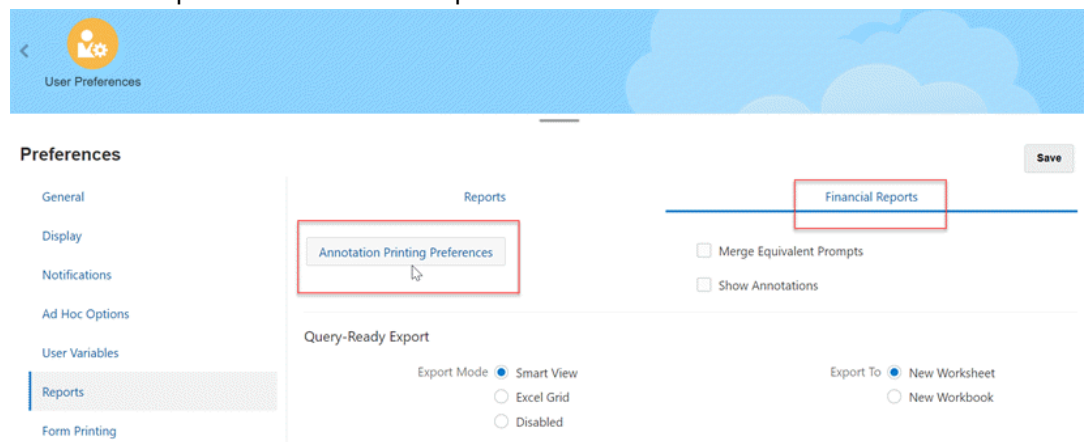 User Preferences
Preferences
Save
General
Reports
Financial Reports
Display
Annotation Printing Preferences
Merge Equivalent Prompts
Notifications
Show Annotations
Ad Hoc Options
Query-Ready Export
User Variables
Export Mode Smart View
Export To New Worksheet
Reports
Excel Grid
New Workbook
Disabled
Form Printing